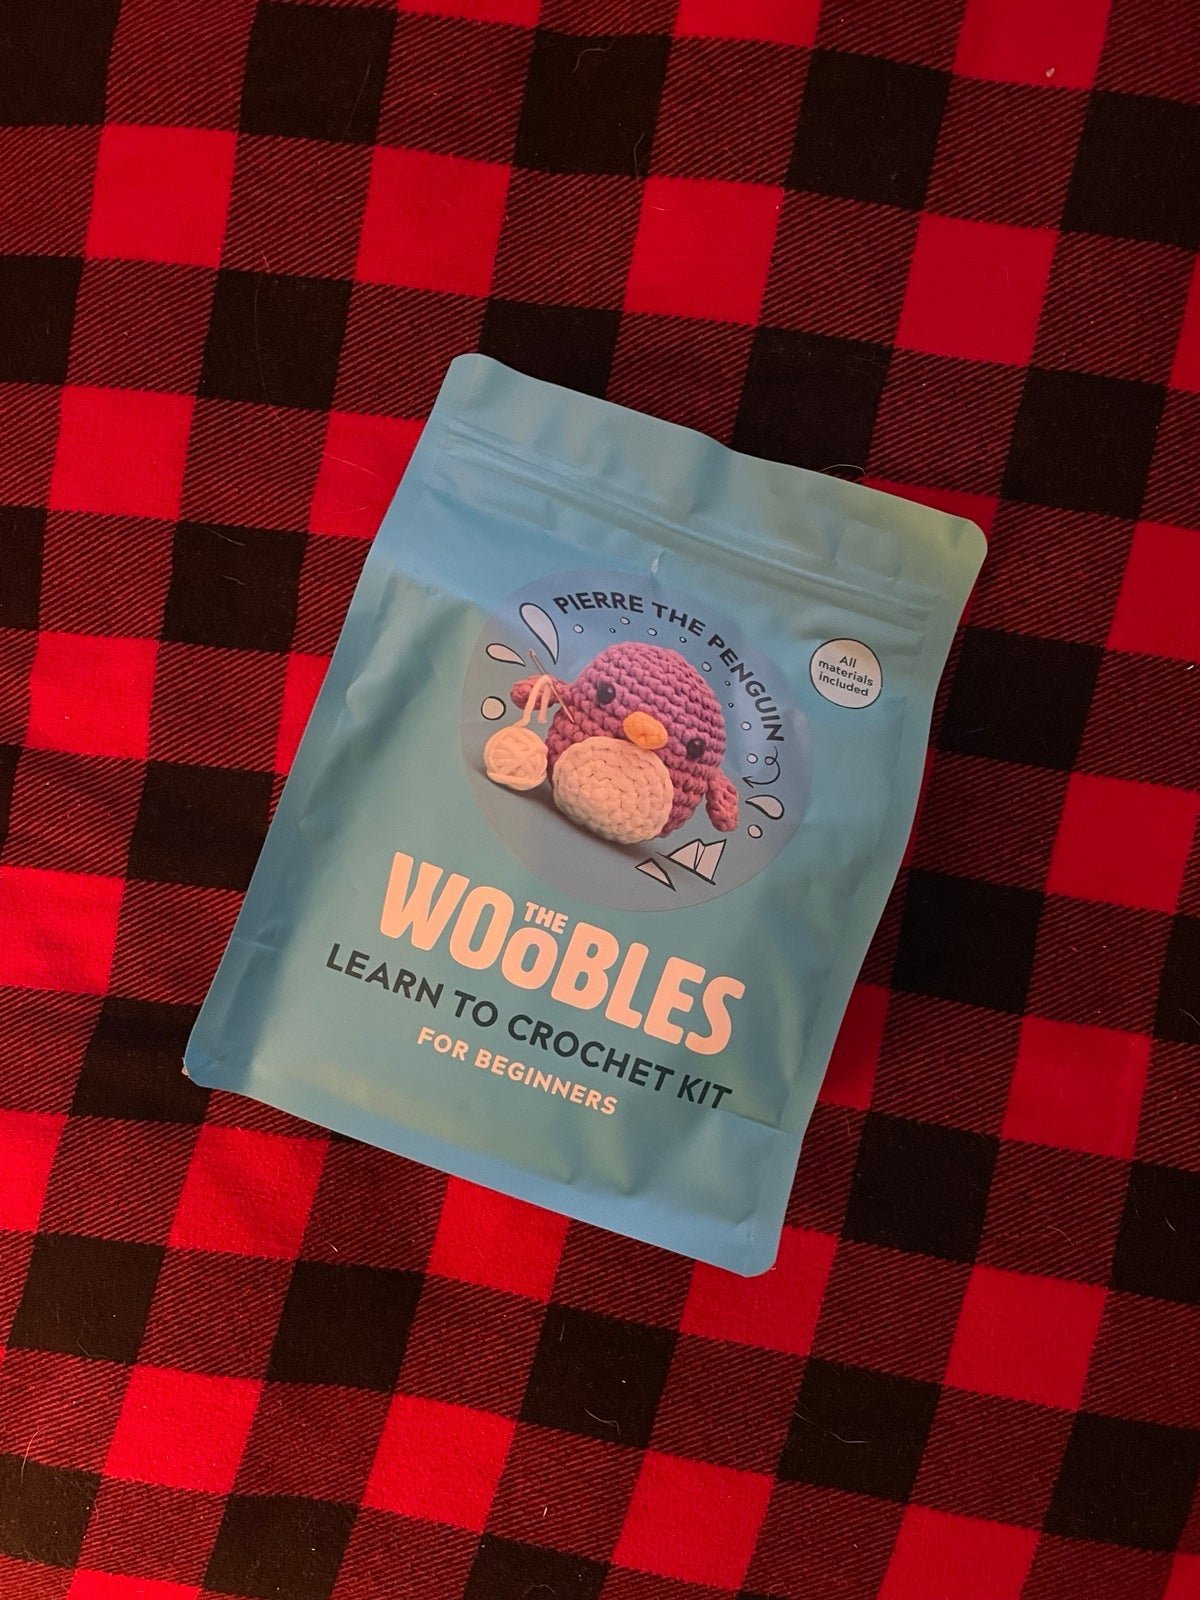 PIERRE THE PENGUIN
All
materials
included
THE
WOOBLES
LEARN TO CROCHET KIT
FOR BEGINNERS